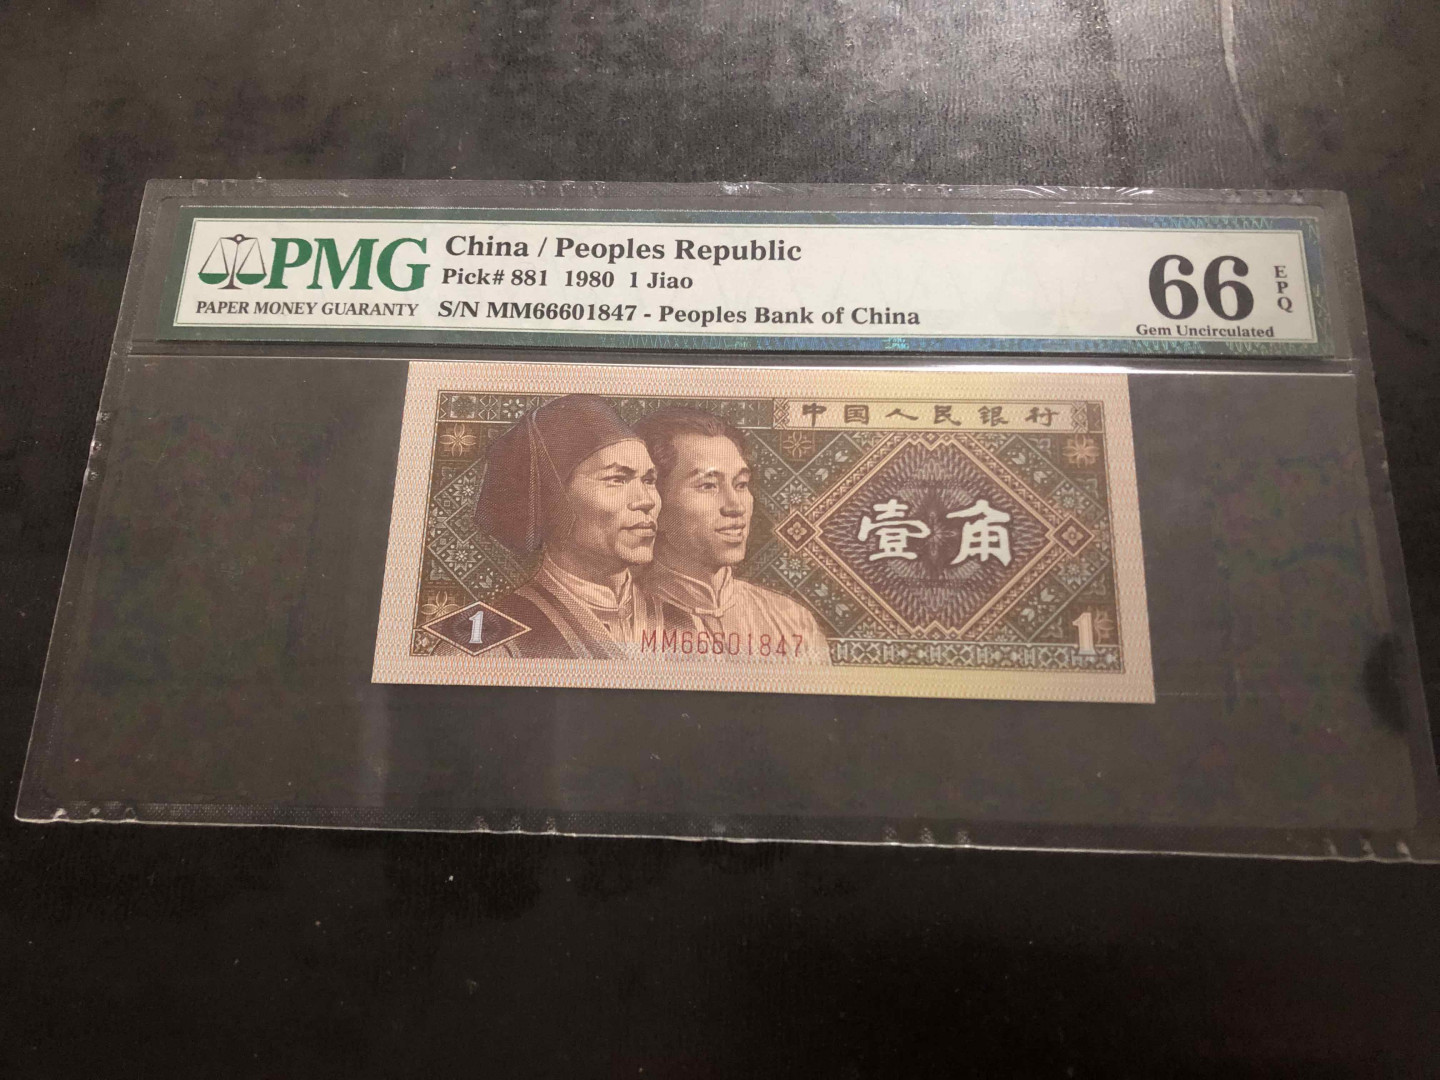 PMG
PAPER MONEY GUARANTY
China / Peoples Republic
Pick# 881 1980 1 Jiao
S/N MM66601847 - Peoples Bank of China
66
EPQ
Gem Uncirculated
中国人民银行
壹角
1
MM66601847
1